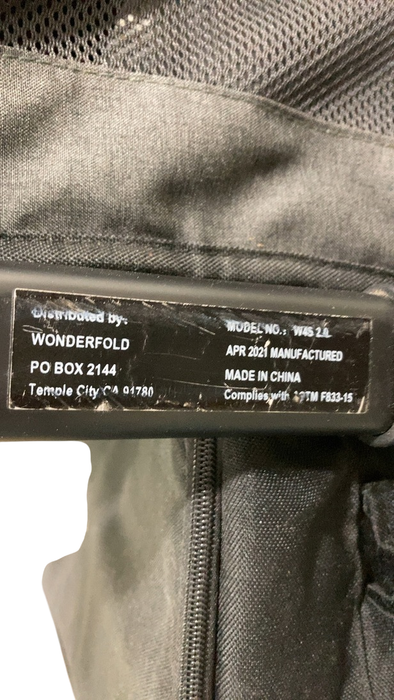 Distributed by:
WONDERFOLD
PO BOX 2144
Temple City CA 91780
MODEL NO.: W4S 2.0
APR 2021 MANUFACTURED
MADE IN CHINA
Complies with ASTM F833-15